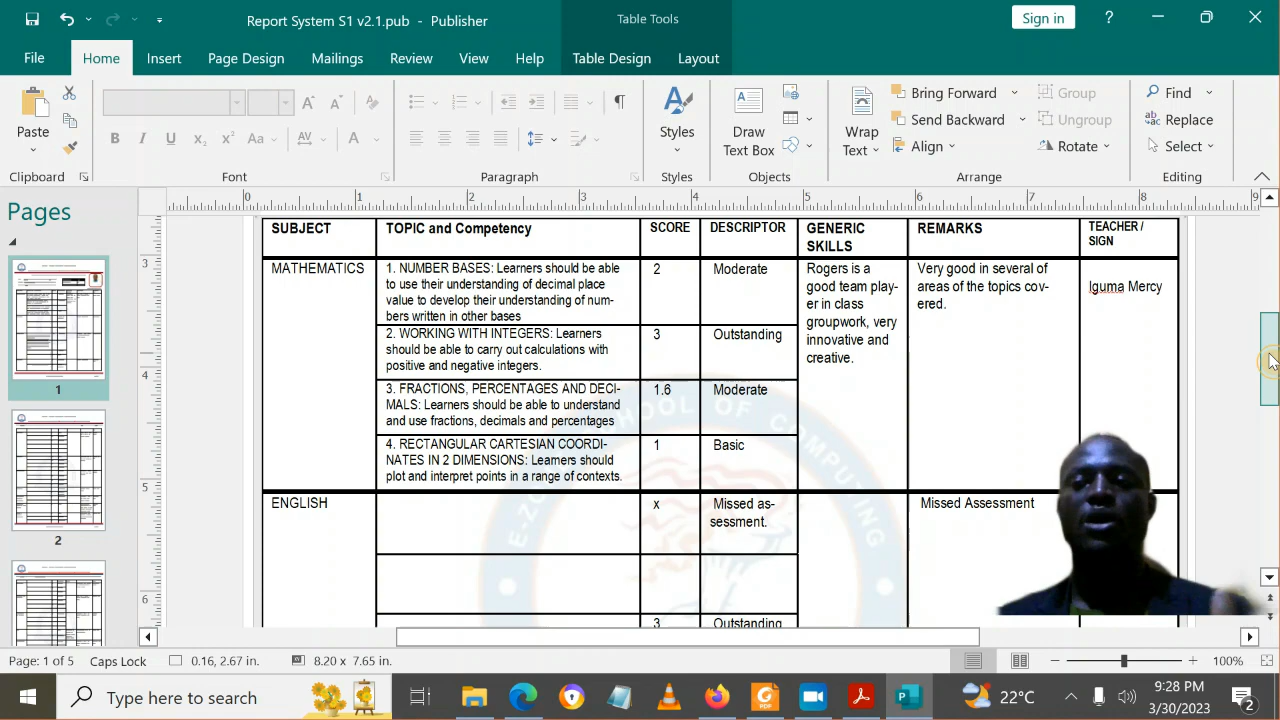 Report System S1 v2.1.pub - Publisher
Table Tools
Sign in
File
Home
Insert
Page Design
Mailings
Review
View
Help
Table Design
Layout
Paste
Clipboard
Font
Paragraph
Styles
Styles
Draw
Text Box
Objects
Wrap
Text
Bring Forward
Send Backward
Align
Group
Ungroup
Rotate
Arrange
Find
Replace
Select
Editing
Pages
1
2
SUBJECT
TOPIC and Competency
SCORE
DESCRIPTOR
GENERIC
SKILLS
REMARKS
TEACHER /
SIGN
MATHEMATICS
1. NUMBER BASES: Learners should be able
to use their understanding of decimal place
value to develop their understanding of num-
bers written in other bases
2
Moderate
Rogers is a
good team play-
er in class
groupwork, very
innovative and
creative.
Very good in several of
areas of the topics cov-
ered.
Iguma Mercy
2. WORKING WITH INTEGERS: Learners
should be able to carry out calculations with
positive and negative integers.
3
Outstanding
3. FRACTIONS, PERCENTAGES AND DECI-
MALS: Learners should be able to understand
and use fractions, decimals and percentages
1.6
Moderate
4. RECTANGULAR CARTESIAN COORDI-
NATES IN 2 DIMENSIONS: Learners should
plot and interpret points in a range of contexts.
1
Basic
ENGLISH
x
Missed as-
sessment.
Missed Assessment
3
Outstanding
SCHOOL OF COMPUTING
Page: 1 of 5
Caps Lock
0.16, 2.67 in.
8.20 x 7.65 in.
100%
Type here to search
22°C
9:28 PM
3/30/2023
2